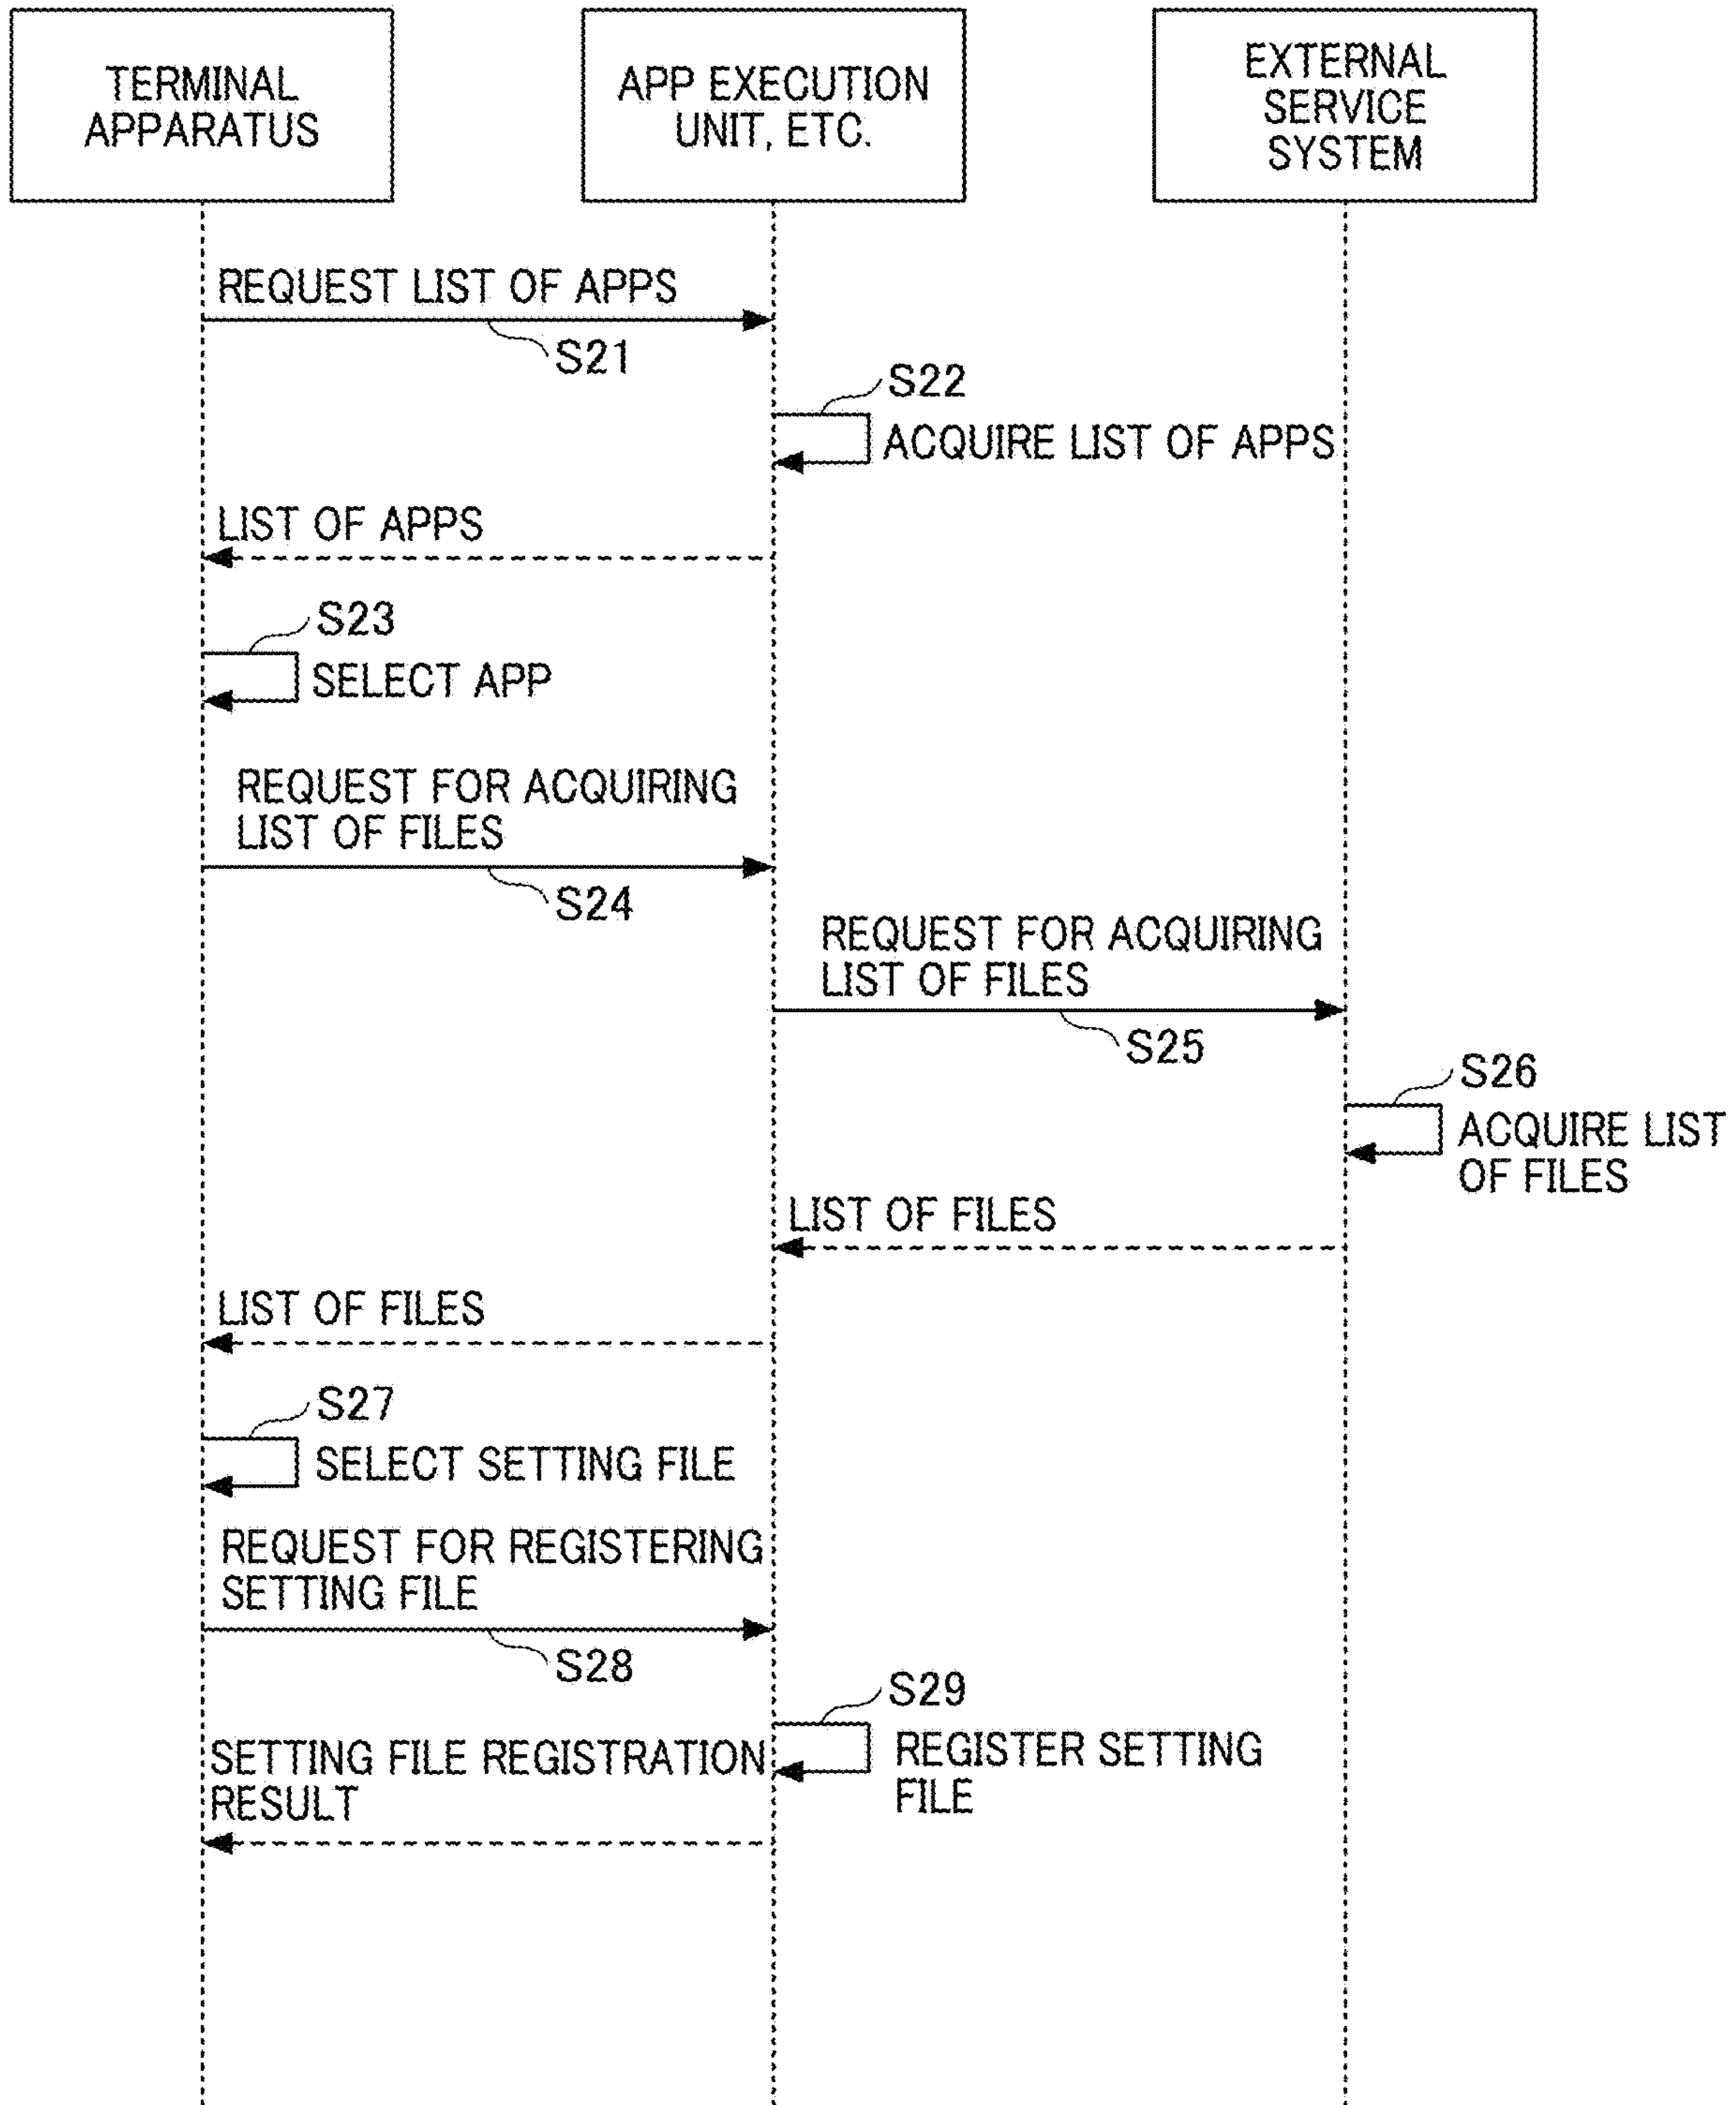 TERMINAL
APPARATUS
APP EXECUTION
UNIT, ETC.
EXTERNAL
SERVICE
SYSTEM
REQUEST LIST OF APPS
S21
S22
ACQUIRE LIST OF APPS
LIST OF APPS
S23
SELECT APP
REQUEST FOR ACQUIRING
LIST OF FILES
S24
REQUEST FOR ACQUIRING
LIST OF FILES
S25
S26
ACQUIRE LIST
OF FILES
LIST OF FILES
LIST OF FILES
S27
SELECT SETTING FILE
REQUEST FOR REGISTERING
SETTING FILE
S28
S29
REGISTER SETTING
FILE
SETTING FILE REGISTRATION
RESULT